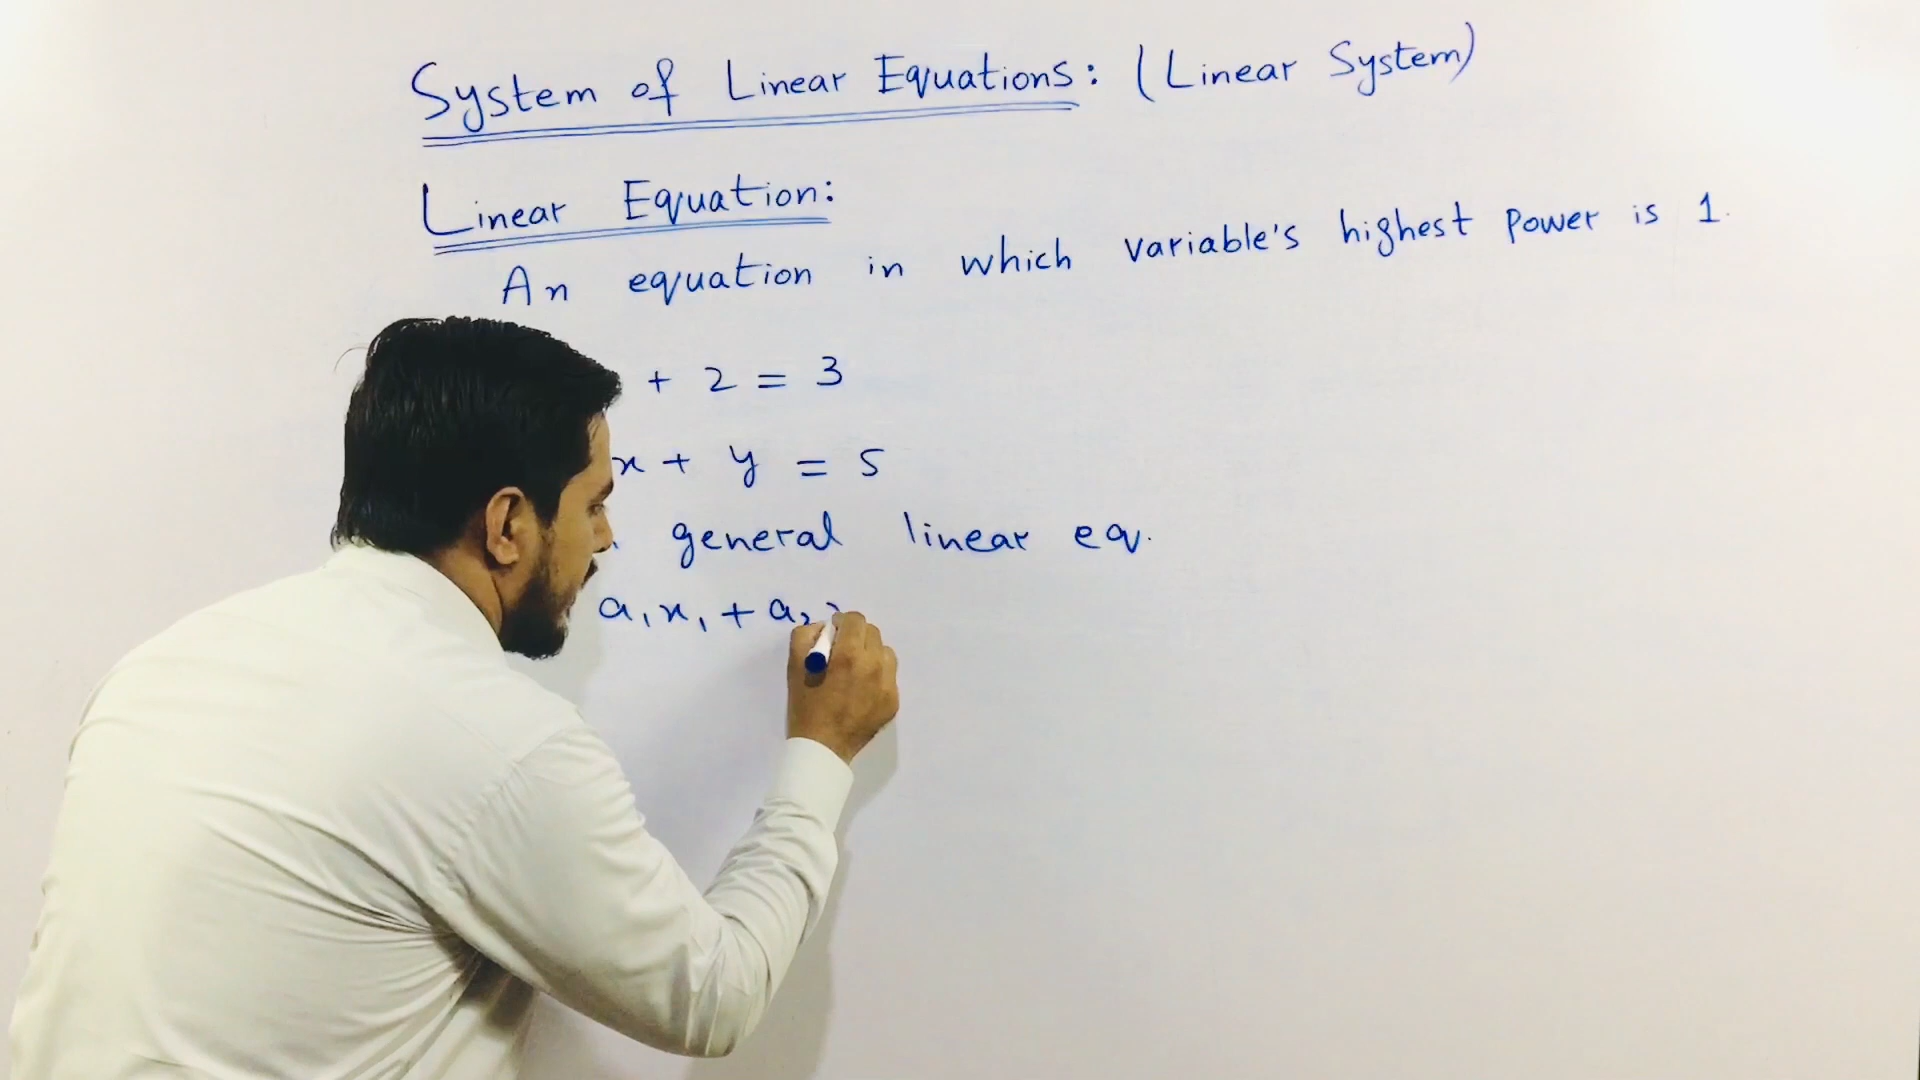 System of Linear Equations: (Linear System)
Linear Equation:
An equation in which variable's highest power is 1.
+ 2 = 3
x + y = 5
general linear eq.
a₁x₁ + a₂